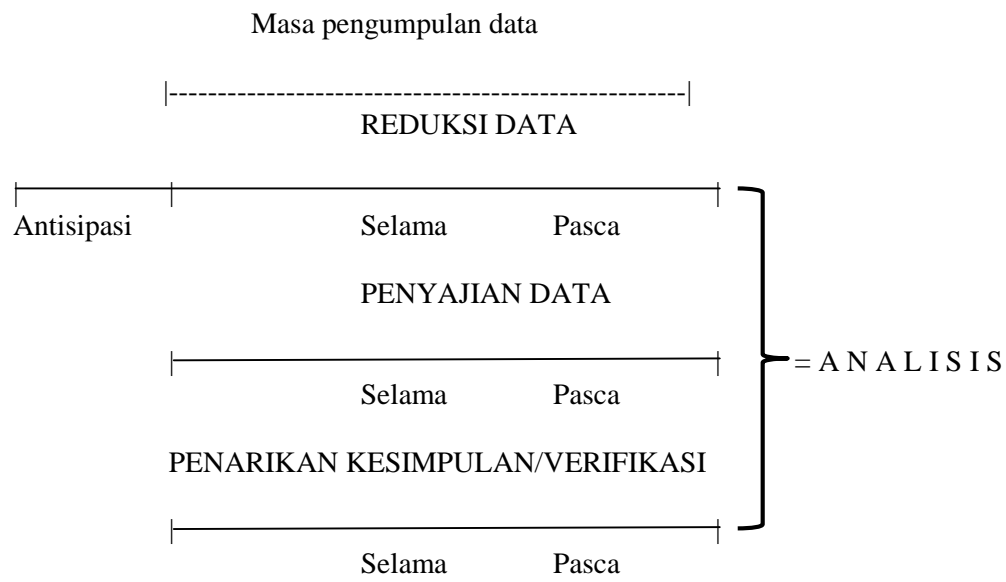 Masa pengumpulan data
REDUKSI DATA
Antisipasi Selama Pasca
PENYAJIAN DATA
= A N A L I S I S
Selama Pasca
PENARIKAN KESIMPULAN/VERIFIKASI
Selama Pasca